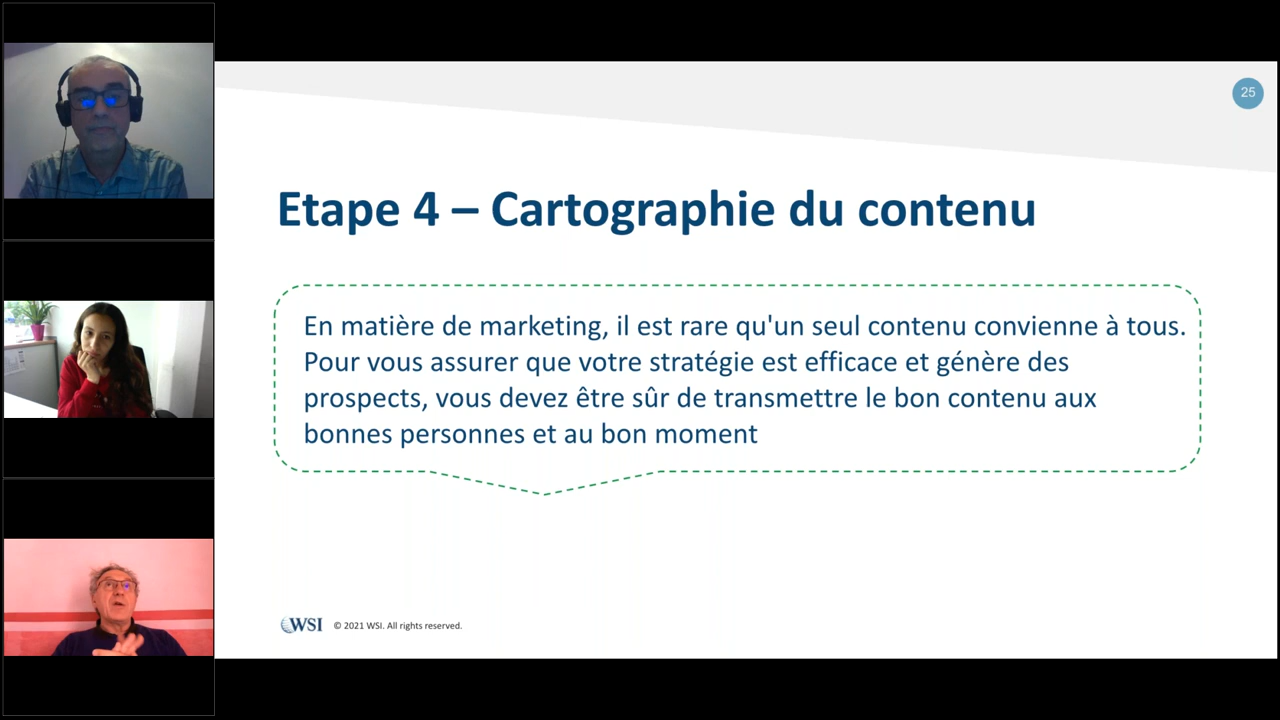 25
Etape 4 – Cartographie du contenu
En matière de marketing, il est rare qu'un seul contenu convienne à tous.
Pour vous assurer que votre stratégie est efficace et génère des
prospects, vous devez être sûr de transmettre le bon contenu aux
bonnes personnes et au bon moment
WSI © 2021 WSI. All rights reserved.